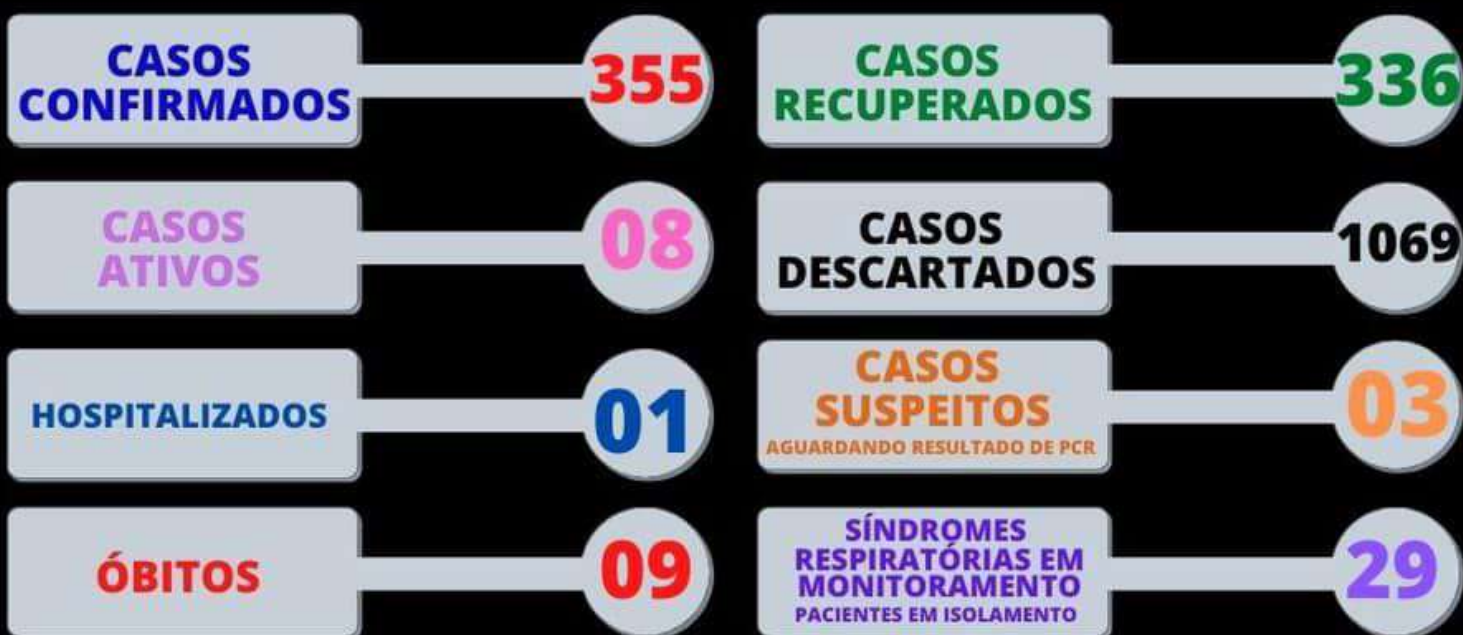 CASOS
CONFIRMADOS
355
CASOS
RECUPERADOS
336
CASOS
ATIVOS
08
CASOS
DESCARTADOS
1069
HOSPITALIZADOS
01
CASOS
SUSPEITOS
AGUARDANDO RESULTADO DE PCR
03
ÓBITOS
09
SÍNDROMES
RESPIRATÓRIAS EM
MONITORAMENTO
PACIENTES EM ISOLAMENTO
29